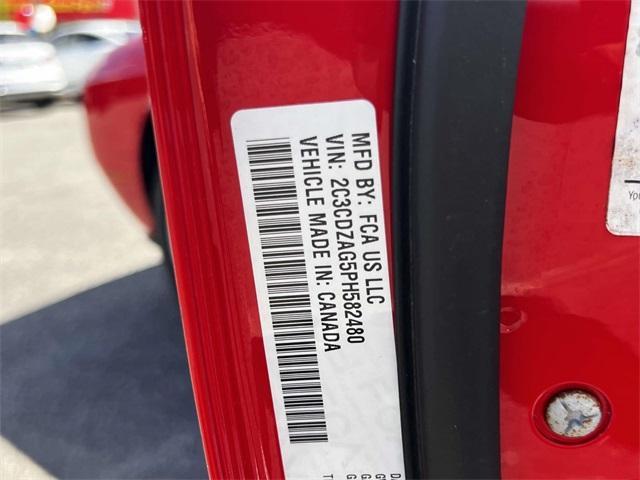 MFD BY: FCA US LLC
VIN: 2C3CDZAG5PH582480
VEHICLE MADE IN: CANADA